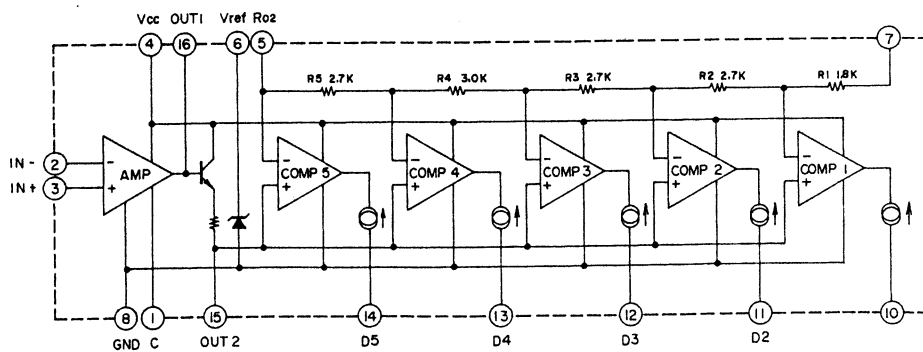 Vcc OUT1 Vref Ro2
4 16 6 5 7
R5 2.7K R4 3.0K R3 2.7K R2 2.7K R1 1.8K
IN- 2 - AMP
IN+ 3 +
- COMP 5 +
- COMP 4 +
- COMP 3 +
- COMP 2 +
- COMP 1 +
8 1 15 14 13 12 11 10
GND C OUT 2 D5 D4 D3 D2